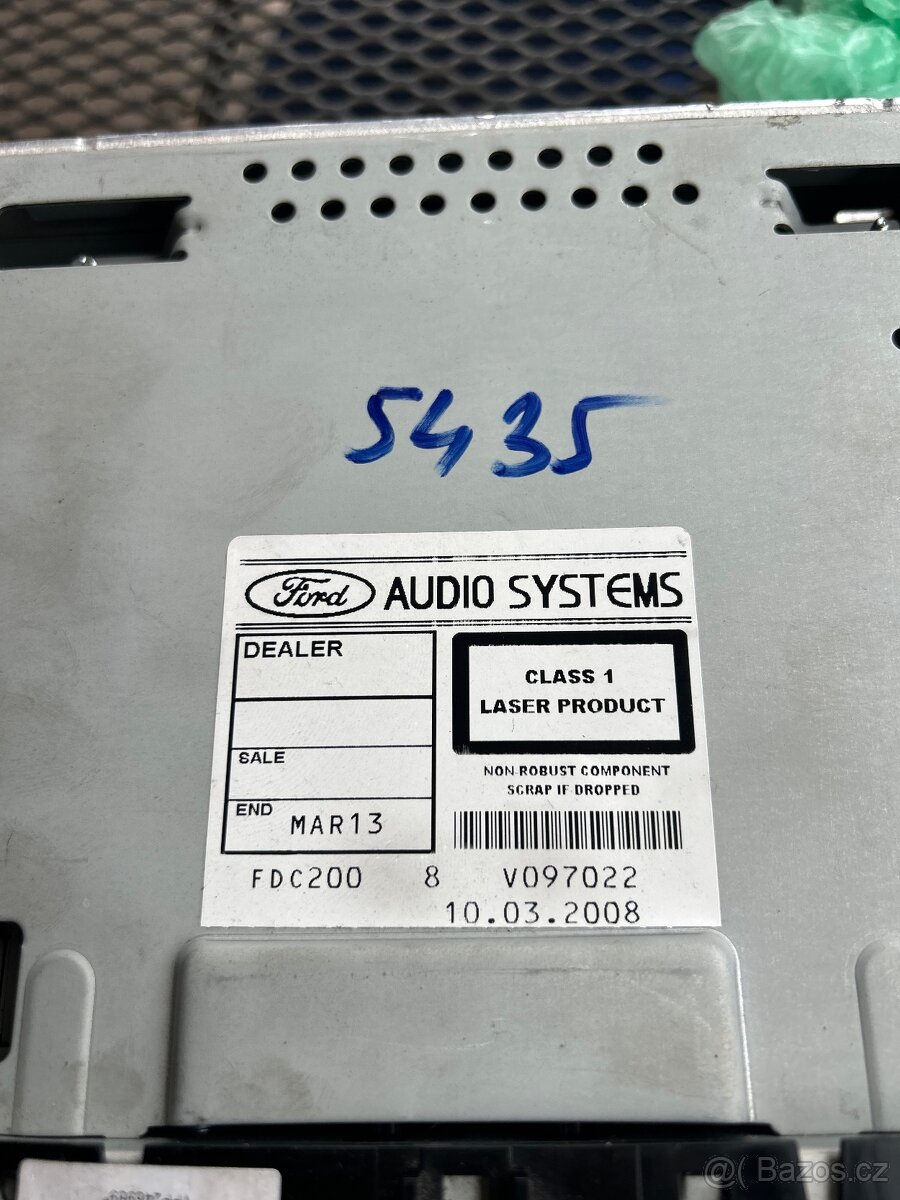 5435
Ford AUDIO SYSTEMS
DEALER
CLASS 1
LASER PRODUCT
SALE
NON-ROBUST COMPONENT
SCRAP IF DROPPED
END MAR13
FDC200 8 V097022
10.03.2008
@( Bazos.cz